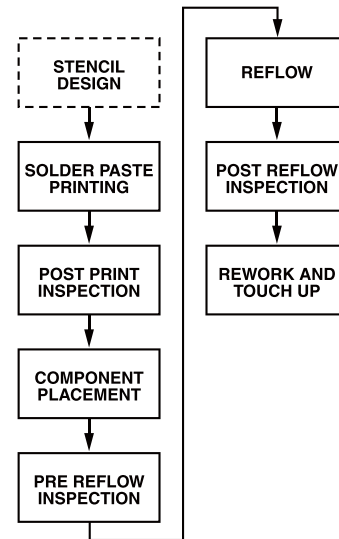 STENCIL
DESIGN
SOLDER PASTE
PRINTING
POST PRINT
INSPECTION
COMPONENT
PLACEMENT
PRE REFLOW
INSPECTION
REFLOW
POST REFLOW
INSPECTION
REWORK AND
TOUCH UP